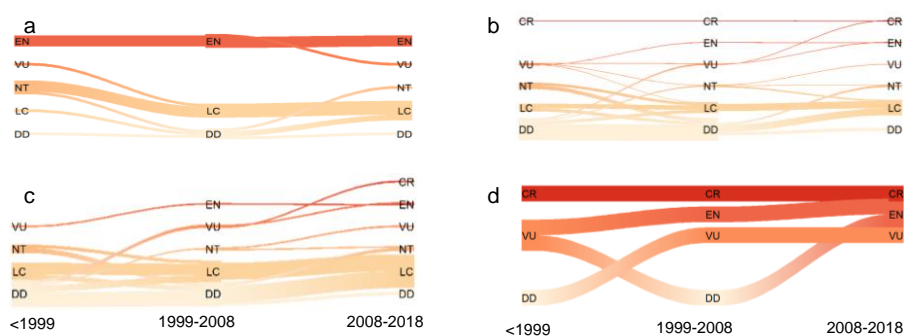 a
EN EN EN
VU VU
NT NT
LC LC LC
DD DD DD
b
CR CR CR
EN EN
VU VU VU
NT NT NT
LC LC LC
DD DD DD
c
CR
EN EN
VU VU VU
NT NT NT
LC LC LC
DD DD DD
<1999 1999-2008 2008-2018
d
CR CR CR
EN EN
VU VU VU
DD DD
<1999 1999-2008 2008-2018